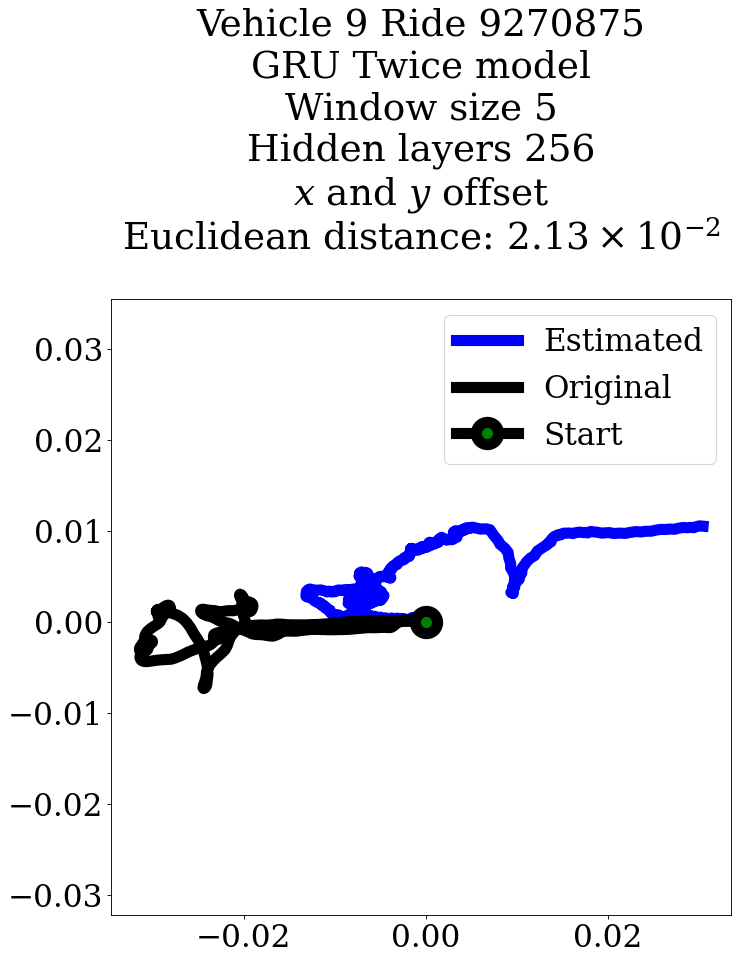 Vehicle 9 Ride 9270875
GRU Twice model
Window size 5
Hidden layers 256
x and y offset
Euclidean distance: 2.13 × 10⁻²
Estimated
Original
Start
0.03
0.02
0.01
0.00
−0.01
−0.02
−0.03
−0.02 0.00 0.02